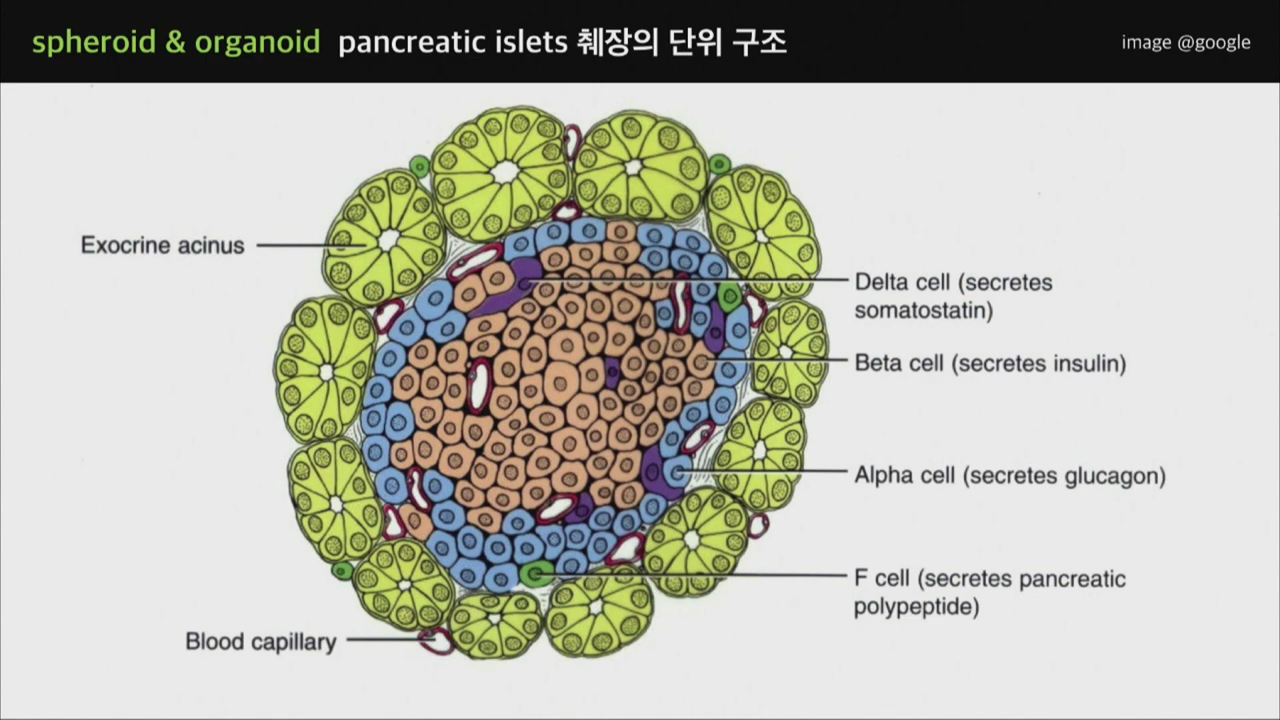 spheroid & organoid pancreatic islets 췌장의 단위 구조
image @google
Exocrine acinus
Delta cell (secretes
somatostatin)
Beta cell (secretes insulin)
Alpha cell (secretes glucagon)
F cell (secretes pancreatic
polypeptide)
Blood capillary